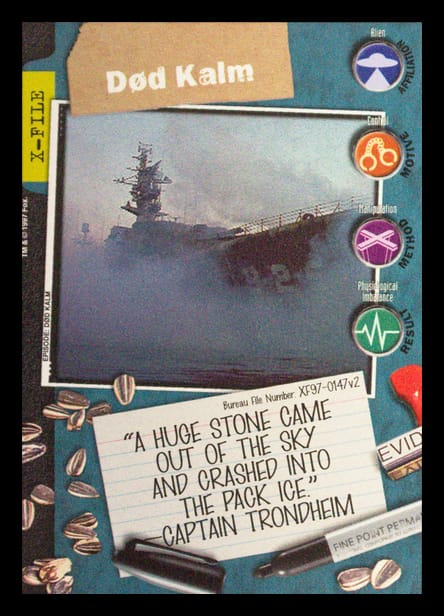 Død Kalm
X-FILE
TM & © 1997 Fox.
EPISODE: DØD KALM
Alien
AFFILIATION
Control
MOTIVE
Manipulation
METHOD
Physiological
Imbalance
RESULT
92
Bureau File Number: XF97-0147v2
"A HUGE STONE CAME
OUT OF THE SKY
AND CRASHED INTO
THE PACK ICE."
—CAPTAIN TRONDHEIM
EVID
FINE POINT PERMA